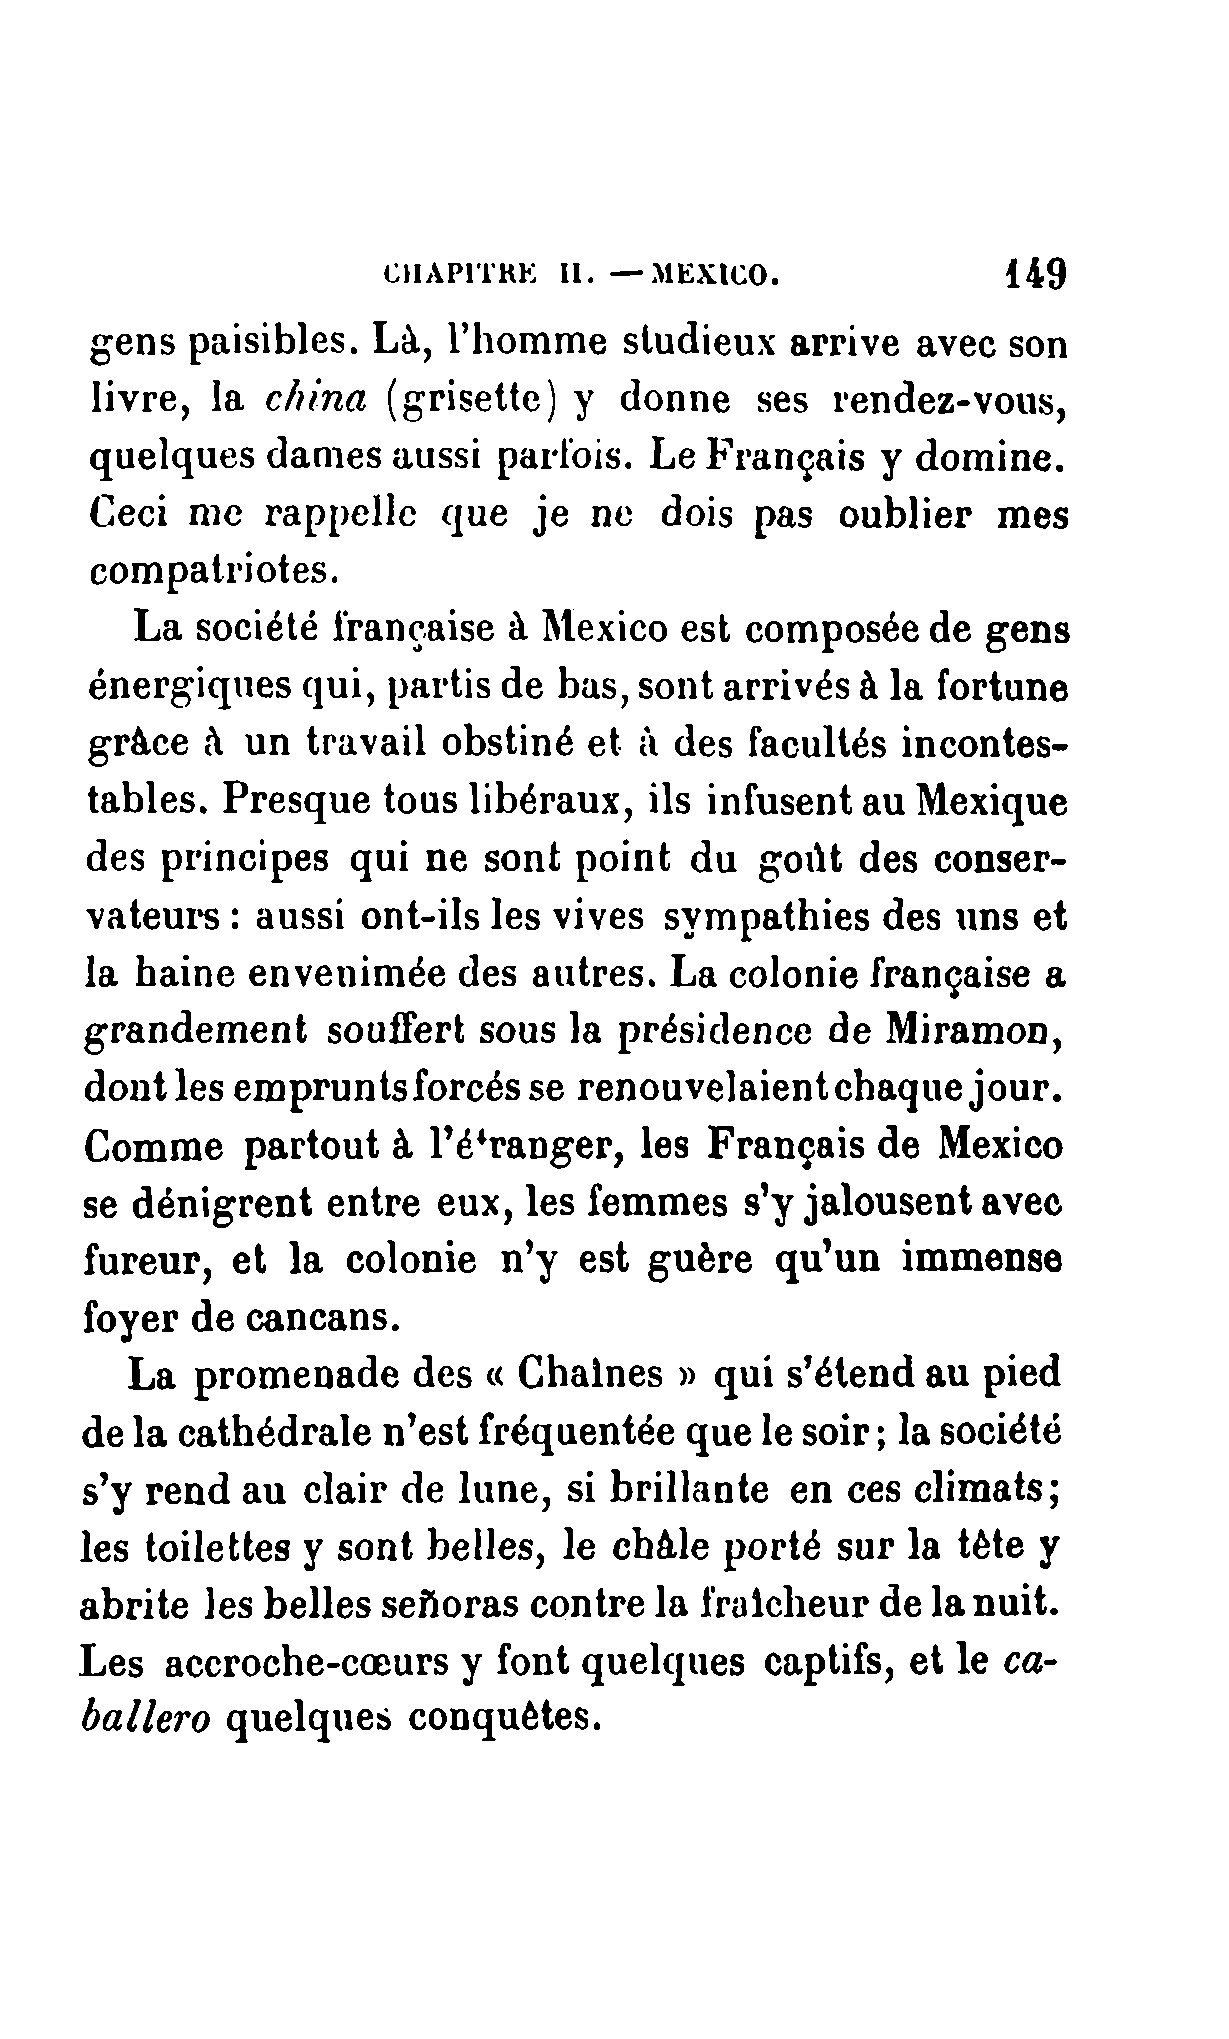 CHAPITRE II. — MEXICO. 149
gens paisibles. Là, l'homme studieux arrive avec son
livre, la china (grisette) y donne ses rendez-vous,
quelques dames aussi parfois. Le Français y domine.
Ceci me rappelle que je ne dois pas oublier mes
compatriotes.
La société française à Mexico est composée de gens
énergiques qui, partis de bas, sont arrivés à la fortune
grâce à un travail obstiné et à des facultés incontes-
tables. Presque tous libéraux, ils infusent au Mexique
des principes qui ne sont point du goût des conser-
vateurs : aussi ont-ils les vives sympathies des uns et
la haine envenimée des autres. La colonie française a
grandement souffert sous la présidence de Miramon,
dont les emprunts forcés se renouvelaient chaque jour.
Comme partout à l'étranger, les Français de Mexico
se dénigrent entre eux, les femmes s'y jalousent avec
fureur, et la colonie n'y est guère qu'un immense
foyer de cancans.
La promenade des « Chaînes » qui s'étend au pied
de la cathédrale n'est fréquentée que le soir ; la société
s'y rend au clair de lune, si brillante en ces climats ;
les toilettes y sont belles, le châle porté sur la tête y
abrite les belles señoras contre la fraîcheur de la nuit.
Les accroche-cœurs y font quelques captifs, et le ca-
ballero quelques conquêtes.